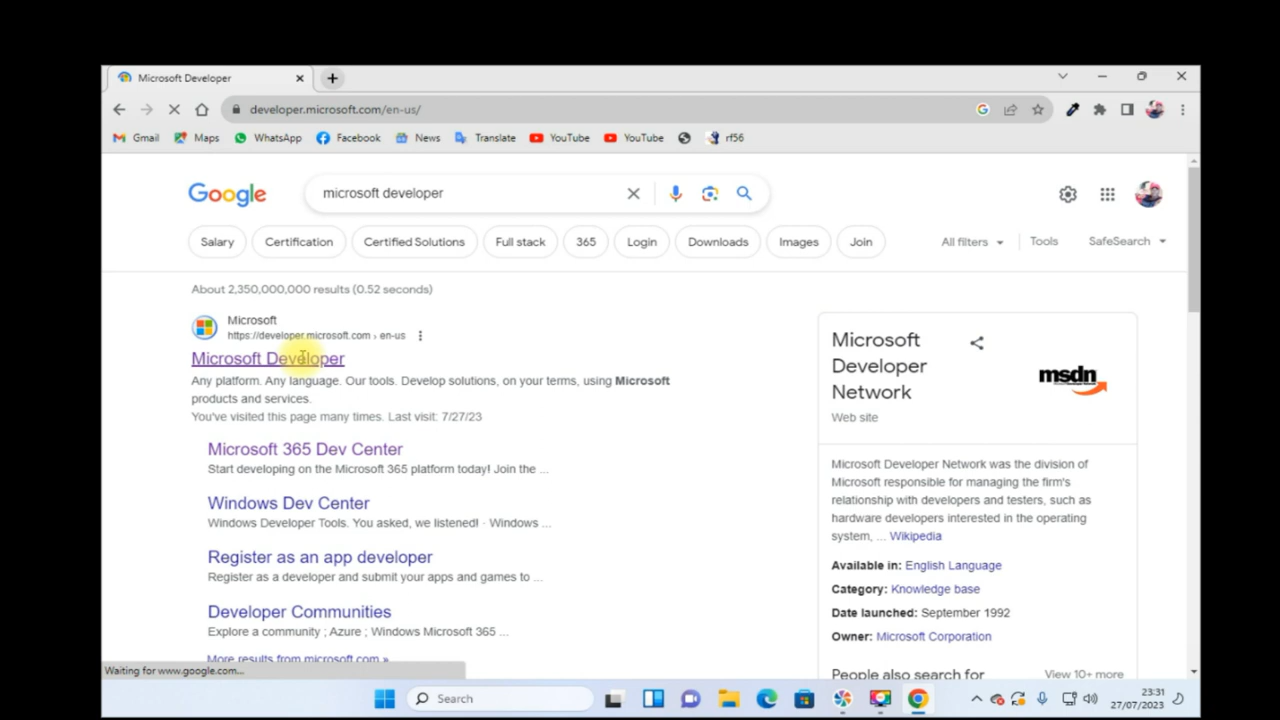 Microsoft Developer
developer.microsoft.com/en-us/
Gmail Maps WhatsApp Facebook News Translate YouTube YouTube rf56
Google
microsoft developer
Salary Certification Certified Solutions Full stack 365 Login Downloads Images Join All filters Tools SafeSearch
About 2,350,000,000 results (0.52 seconds)
Microsoft
https://developer.microsoft.com › en-us
Microsoft Developer
Any platform. Any language. Our tools. Develop solutions, on your terms, using Microsoft
products and services.
You've visited this page many times. Last visit: 7/27/23
Microsoft 365 Dev Center
Start developing on the Microsoft 365 platform today! Join the ...
Windows Dev Center
Windows Developer Tools. You asked, we listened! · Windows ...
Register as an app developer
Register as a developer and submit your apps and games to ...
Developer Communities
Explore a community ; Azure ; Windows Microsoft 365 ...
More results from microsoft.com »
Microsoft
Developer
Network
Web site
msdn
Microsoft Developer Network was the division of
Microsoft responsible for managing the firm's
relationship with developers and testers, such as
hardware developers interested in the operating
system, ... Wikipedia
Available in: English Language
Category: Knowledge base
Date launched: September 1992
Owner: Microsoft Corporation
People also search for View 10+ more
Waiting for www.google.com...
Search
23:31
27/07/2023